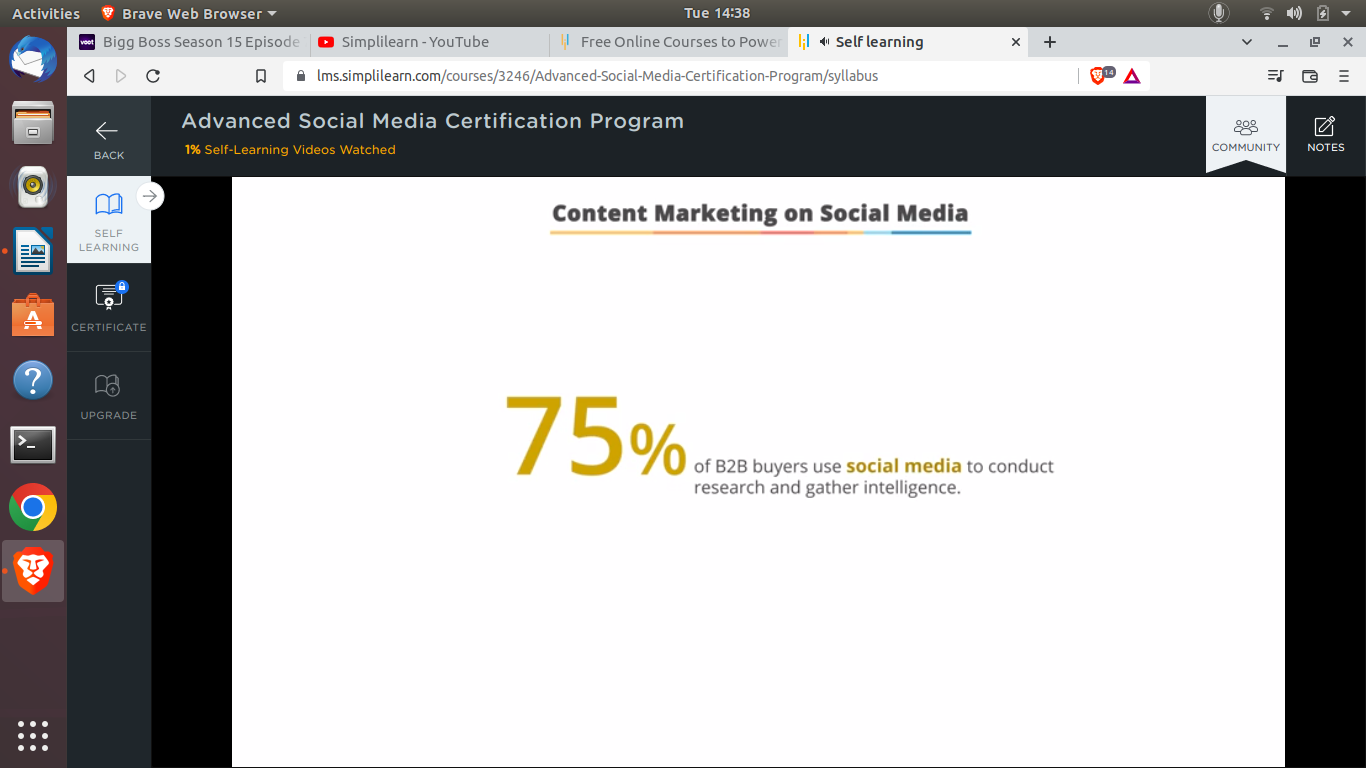 Activities Brave Web Browser Tue 14:38
voot Bigg Boss Season 15 Episode Simplilearn - YouTube Free Online Courses to Power Self learning
lms.simplilearn.com/courses/3246/Advanced-Social-Media-Certification-Program/syllabus 14
BACK
Advanced Social Media Certification Program
1% Self-Learning Videos Watched
COMMUNITY NOTES
SELF
LEARNING
CERTIFICATE
UPGRADE
Content Marketing on Social Media
75% of B2B buyers use social media to conduct
research and gather intelligence.